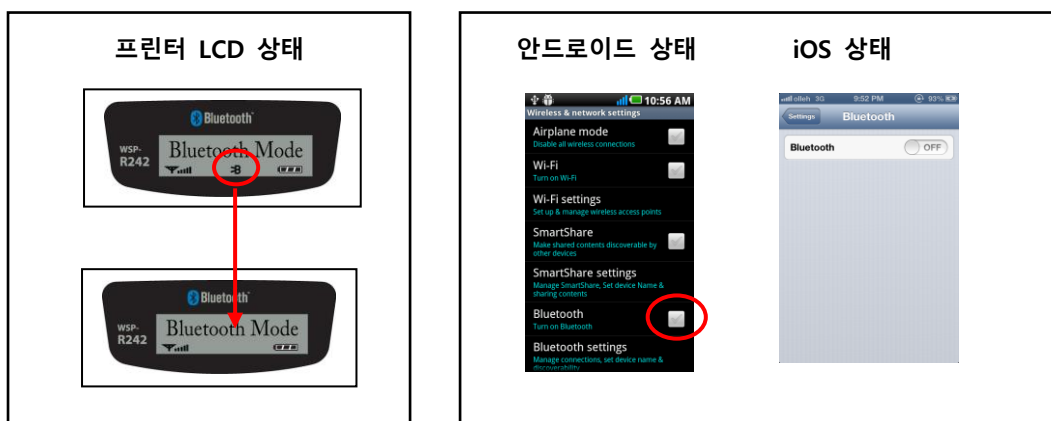 프린터 LCD 상태
Bluetooth
WSP-
R242
Bluetooth Mode
Bluetooth
WSP-
R242
Bluetooth Mode
안드로이드 상태
10:56 AM
Wireless & network settings
Airplane mode
Disable all wireless connections
Wi-Fi
Turn on Wi-Fi
Wi-Fi settings
Set up & manage wireless access points
SmartShare
Make shared contents discoverable by
other devices
SmartShare settings
Manage SmartShare, Set device Name &
sharing contents
Bluetooth
Turn on Bluetooth
Bluetooth settings
Manage connections, set device name &
discoverability
iOS 상태
olleh 3G 9:52 PM 93%
Settings Bluetooth
Bluetooth OFF